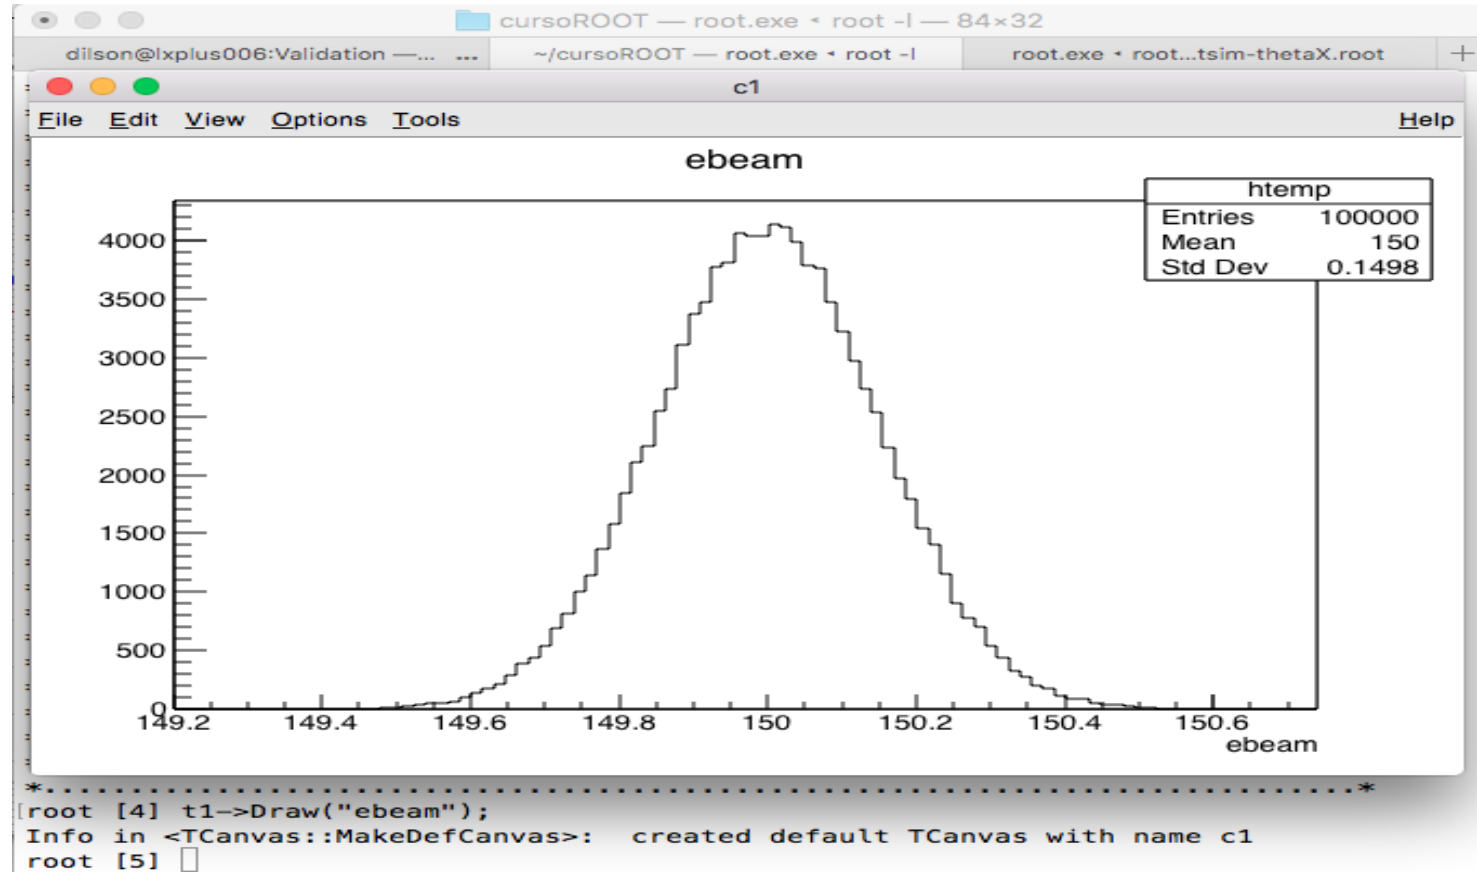 cursoROOT — root.exe ◂ root -l — 84×32
dilson@lxplus006:Validation —... ...
~/cursoROOT — root.exe ◂ root -l
root.exe ◂ root...tsim-thetaX.root
+
c1
File Edit View Options Tools Help
ebeam
htemp
Entries 100000
Mean 150
Std Dev 0.1498
4000
3500
3000
2500
2000
1500
1000
500
0
149.2 149.4 149.6 149.8 150 150.2 150.4 150.6
ebeam
*............................................................................*
root [4] t1->Draw("ebeam");
Info in <TCanvas::MakeDefCanvas>: created default TCanvas with name c1
root [5]